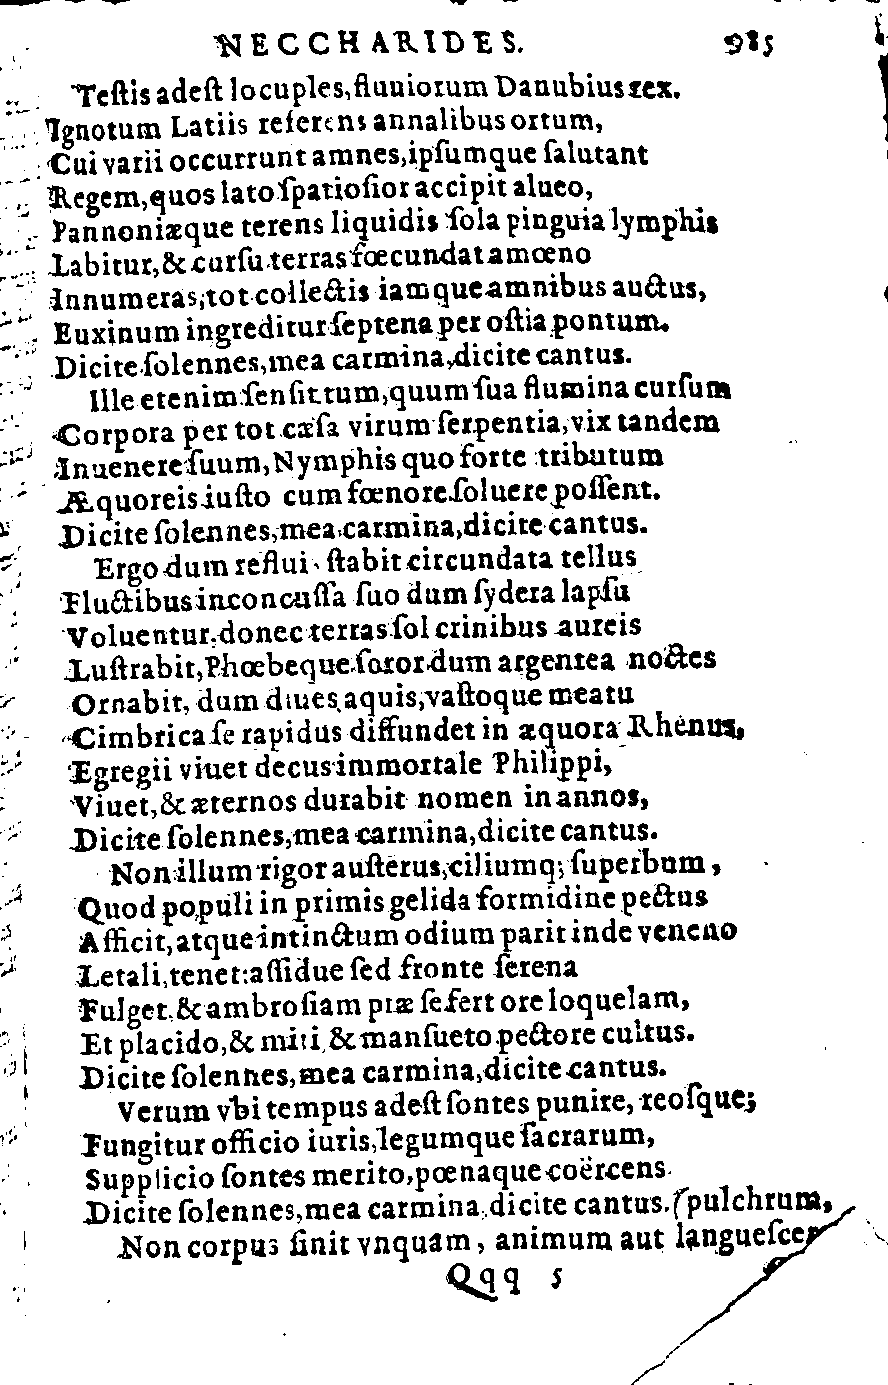 NECCHARIDES. 985
Teſtis adeſt locuples, fluuiorum Danubius rex.
Ignotum Latiis referens annalibus ortum,
Cui varii occurrunt amnes, ipſumque ſalutant
Regem, quos lato ſpatioſior accipit alueo,
Pannoniæque terens liquidis ſola pinguia lymphis
Labitur, & curſu terras fœcundat amœno
Innumeras, tot collectis iamque amnibus auctus,
Euxinum ingreditur ſeptena per oſtia pontum.
Dicite ſolennes, mea carmina, dicite cantus.
Ille etenim ſenſit tum, quum ſua flumina curſum
Corpora per tot cæſa virum ſerpentia, vix tandem
Inuenere ſuum, Nymphis quo forte tributum
Æquoreis iuſto cum fœnore ſoluere poſſent.
Dicite ſolennes, mea carmina, dicite cantus.
Ergo dum reflui ſtabit circundata tellus
Fluctibus inconcuſſa ſuo dum ſydera lapſu
Voluentur, donec terras ſol crinibus aureis
Luſtrabit, Phœbeque ſoror dum argentea noctes
Ornabit, dum diues aquis, vaſtoque meatu
Cimbrica ſe rapidus diffundet in æquora Rhenus,
Egregii viuet decus immortale Philippi,
Viuet, & æternos durabit nomen in annos,
Dicite ſolennes, mea carmina, dicite cantus.
Non illum rigor auſterus, ciliumq; ſuperbum,
Quod populi in primis gelida formidine pectus
Afficit, atque intinctum odium parit inde veneno
Letali, tenet: aſſidue ſed fronte ſerena
Fulget, & ambroſiam præ ſe fert ore loquelam,
Et placido, & miti, & manſueto pectore cultus.
Dicite ſolennes, mea carmina, dicite cantus.
Verum vbi tempus adeſt ſontes punire, reoſque;
Fungitur officio iuris, legumque ſacrarum,
Supplicio ſontes merito, pœnaque coërcens.
Dicite ſolennes, mea carmina, dicite cantus. (pulchrum,
Non corpus ſinit vnquam, animum aut langueſcer
Qqq 5